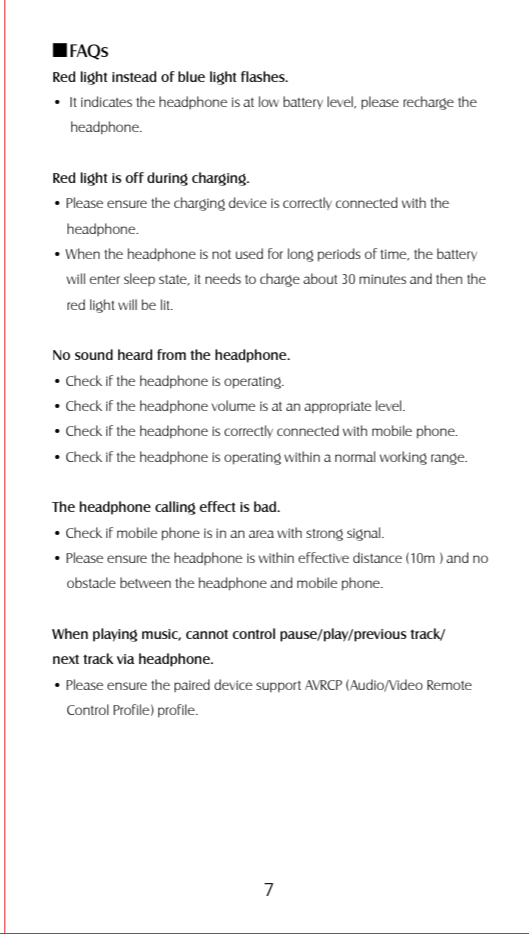 ■FAQs
Red light instead of blue light flashes.
• It indicates the headphone is at low battery level, please recharge the
headphone.
Red light is off during charging.
• Please ensure the charging device is correctly connected with the
headphone.
• When the headphone is not used for long periods of time, the battery
will enter sleep state, it needs to charge about 30 minutes and then the
red light will be lit.
No sound heard from the headphone.
• Check if the headphone is operating.
• Check if the headphone volume is at an appropriate level.
• Check if the headphone is correctly connected with mobile phone.
• Check if the headphone is operating within a normal working range.
The headphone calling effect is bad.
• Check if mobile phone is in an area with strong signal.
• Please ensure the headphone is within effective distance (10m ) and no
obstacle between the headphone and mobile phone.
When playing music, cannot control pause/play/previous track/
next track via headphone.
• Please ensure the paired device support AVRCP (Audio/Video Remote
Control Profile) profile.
7